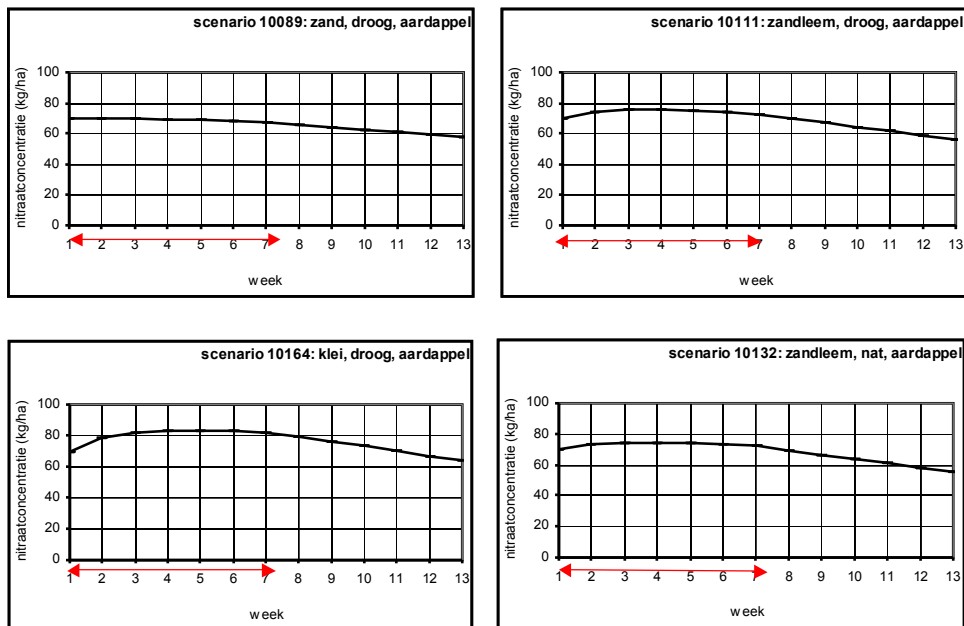 scenario 10089: zand, droog, aardappel
nitraatconcentratie (kg/ha)
100
80
60
40
20
0
1 2 3 4 5 6 7 8 9 10 11 12 13
week
scenario 10111: zandleem, droog, aardappel
nitraatconcentratie (kg/ha)
100
80
60
40
20
0
1 2 3 4 5 6 7 8 9 10 11 12 13
week
scenario 10164: klei, droog, aardappel
nitraatconcentratie (kg/ha)
100
80
60
40
20
0
1 2 3 4 5 6 7 8 9 10 11 12 13
week
scenario 10132: zandleem, nat, aardappel
nitraatconcentratie (kg/ha)
100
80
60
40
20
0
1 2 3 4 5 6 7 8 9 10 11 12 13
week